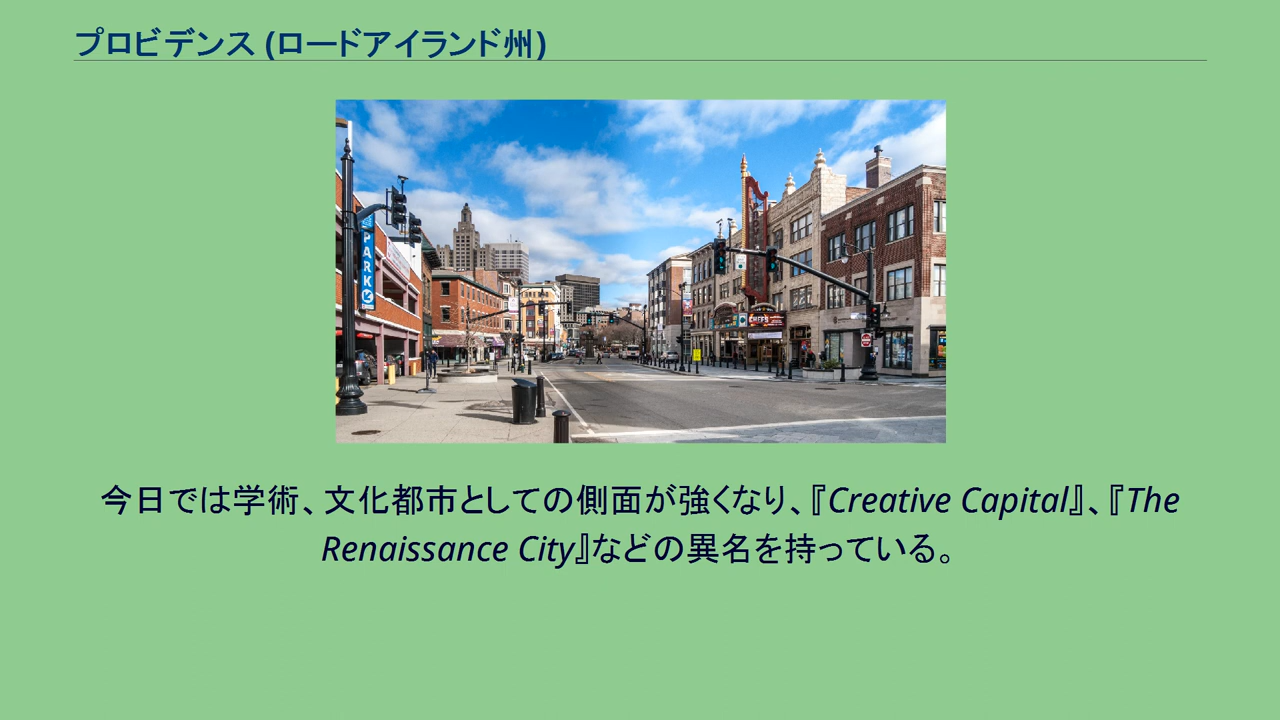 プロビデンス (ロードアイランド州)
PARK
今日では学術、文化都市としての側面が強くなり、『Creative Capital』、『The
Renaissance City』などの異名を持っている。